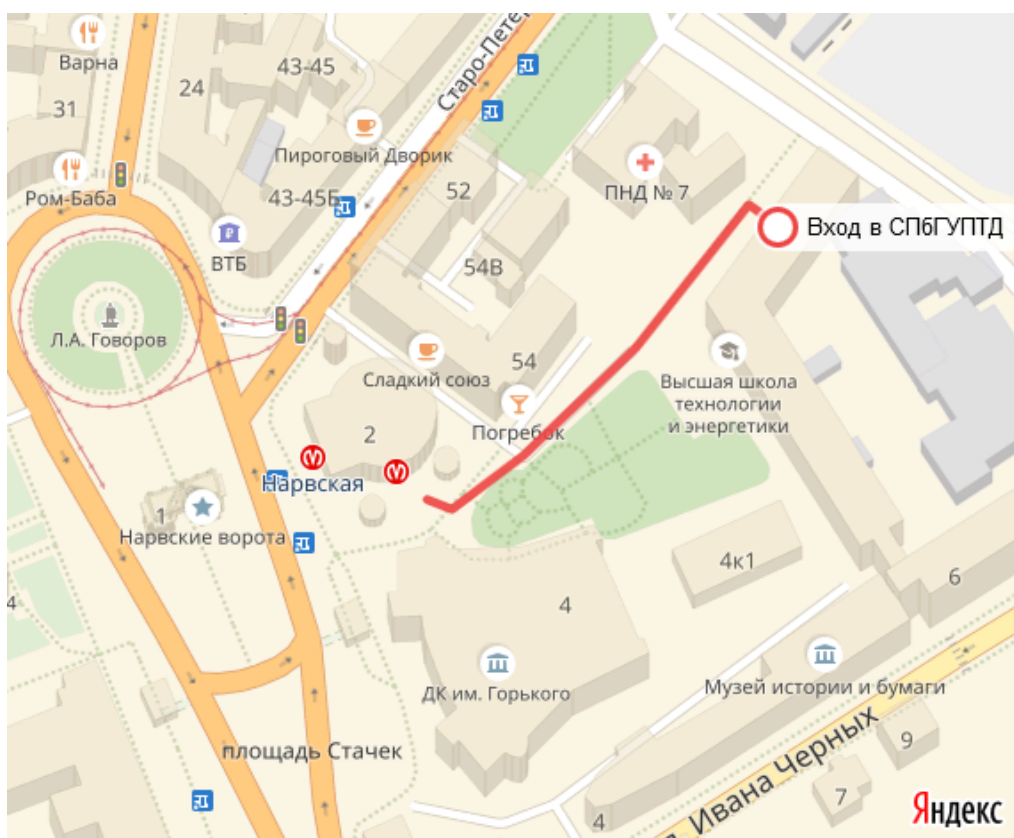 Варна
31
24
43-45
Старо-Петер
Пироговый Дворик
Ром-Баба
43-45Б
52
ПНД № 7
Вход в СПбГУПТД
ВТБ
54В
Л.А. Говоров
Сладкий союз
54
Высшая школа
технологии
и энергетики
2
Погребок
Нарвская
1
Нарвские ворота
4к1
6
4
4
ДК им. Горького
Музей истории и бумаги
площадь Стачек
9
7
4
л. Ивана Черных
Яндекс